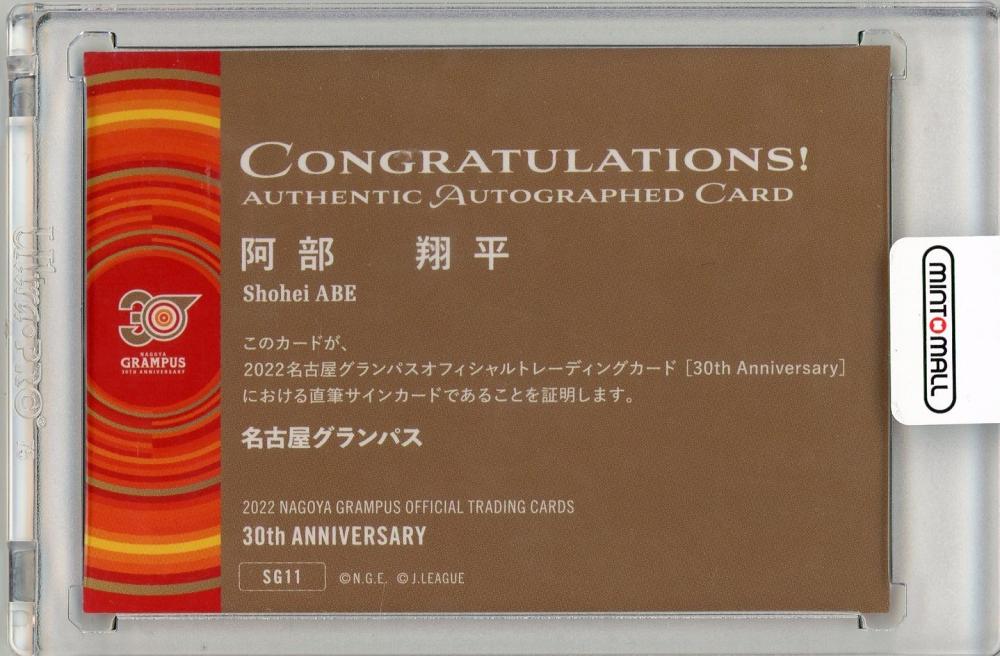 CONGRATULATIONS!
AUTHENTIC AUTOGRAPHED CARD
阿部 翔平
Shohei ABE
このカードが、
2022名古屋グランパスオフィシャルトレーディングカード [30th Anniversary]
における直筆サインカードであることを証明します。
名古屋グランパス
2022 NAGOYA GRAMPUS OFFICIAL TRADING CARDS
30th ANNIVERSARY
SG11 ©N.G.E. ©J.LEAGUE
30
NAGOYA
GRAMPUS
30TH ANNIVERSARY
MINTOMALL
Ultra·PRO®